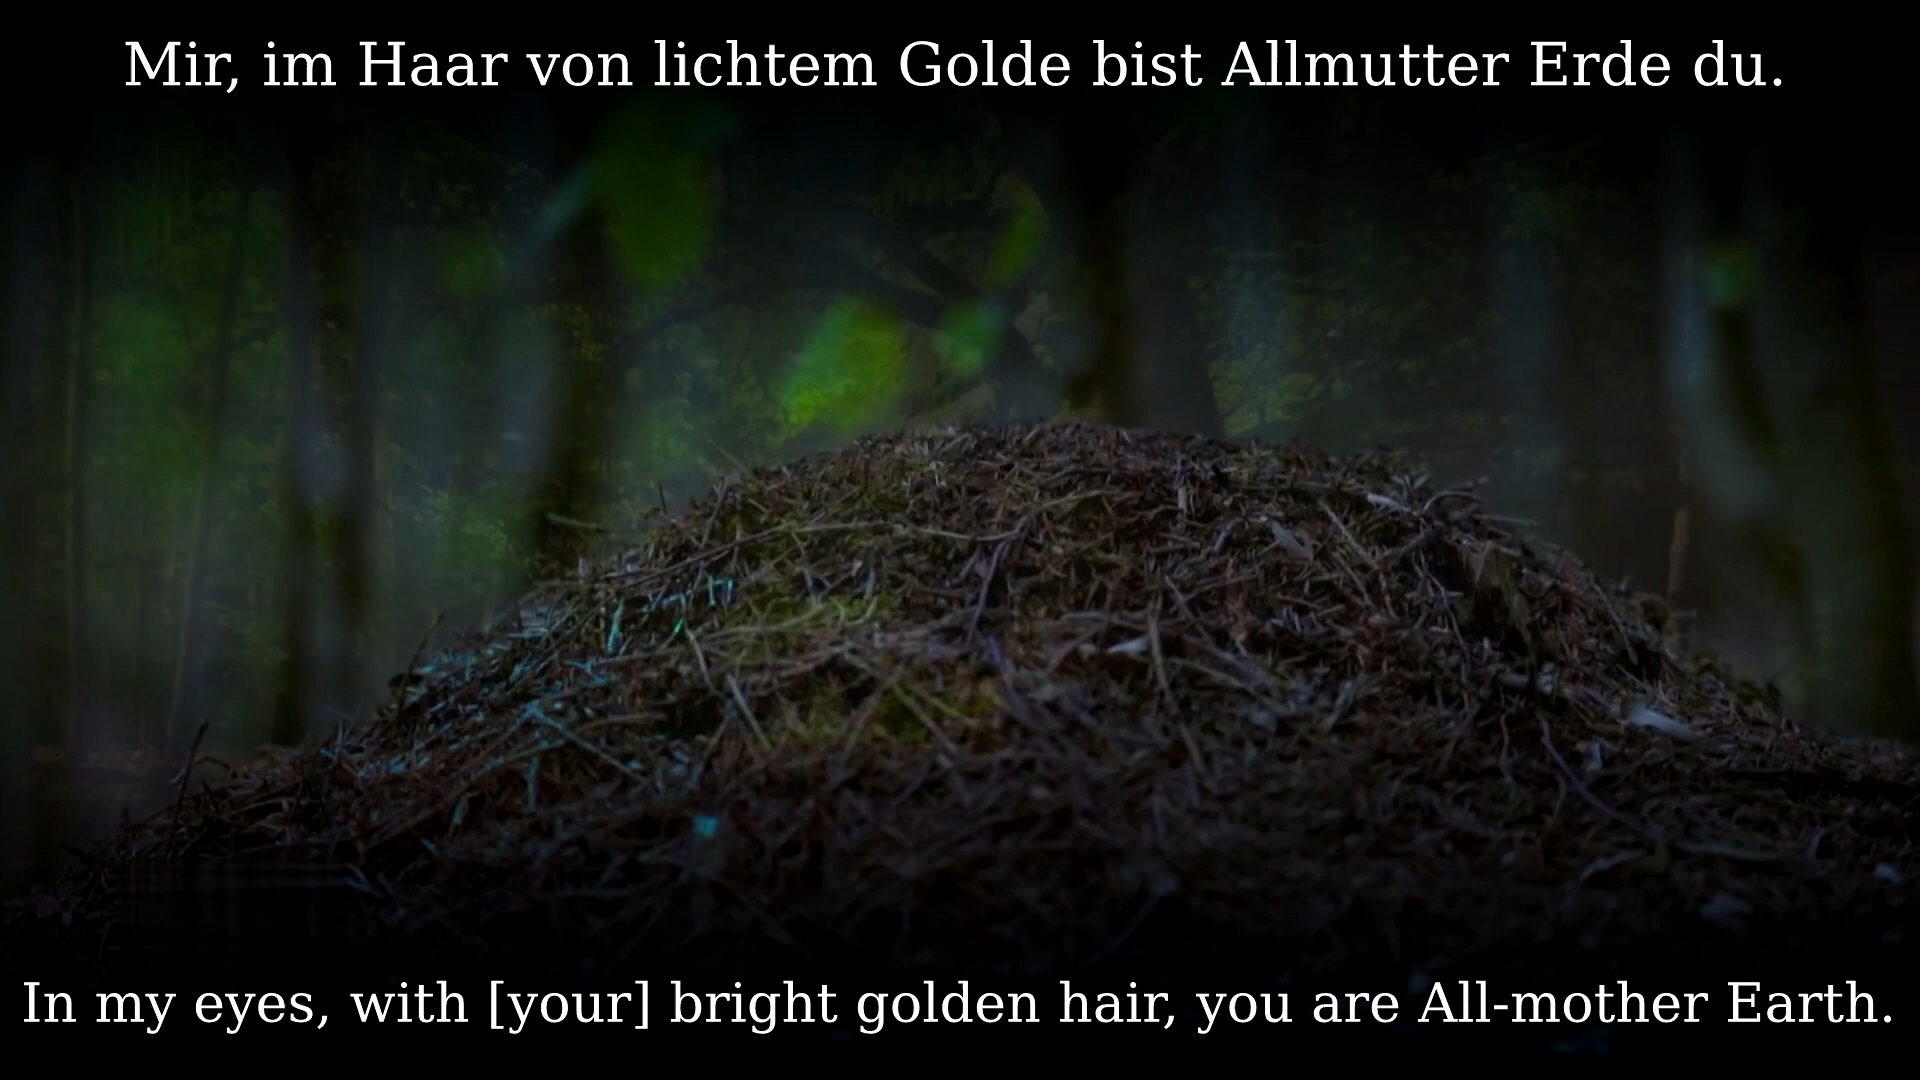 Mir, im Haar von lichtem Golde bist Allmutter Erde du.
In my eyes, with [your] bright golden hair, you are All-mother Earth.